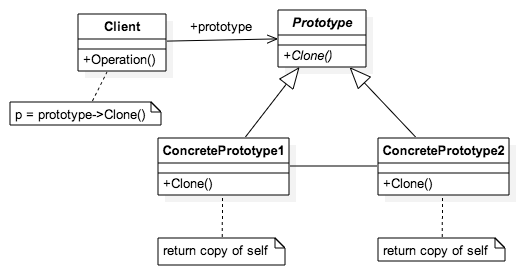 Client
+prototype
Prototype
+Operation()
+Clone()
p = prototype->Clone()
ConcretePrototype1
ConcretePrototype2
+Clone()
+Clone()
return copy of self
return copy of self